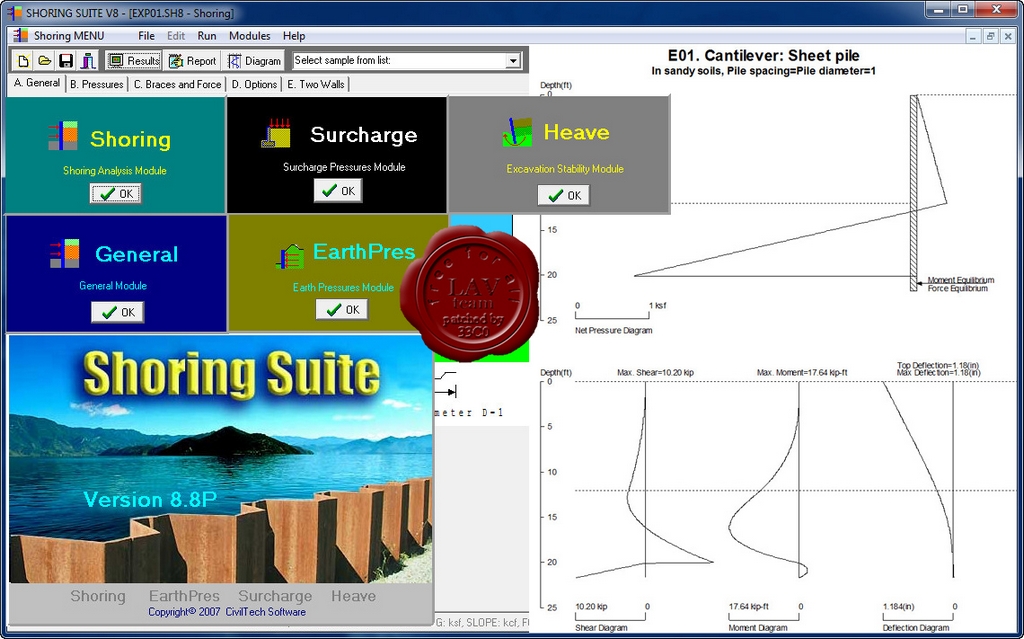 SHORING SUITE V8 - [EXP01.SH8 - Shoring]
Shoring MENU File Edit Run Modules Help
Results Report Diagram Select sample from list:
A. General B. Pressures C. Braces and Force D. Options E. Two Walls
Shoring
Shoring Analysis Module
OK
Surcharge
Surcharge Pressures Module
OK
Heave
Excavation Stability Module
OK
General
General Module
OK
EarthPres
Earth Pressures Module
OK
LAV
team
patched by
93C0
Shoring Suite
Version 8.8P
Shoring EarthPres Surcharge Heave
Copyright© 2007 CivilTech Software
meter D=1
G: ksf, SLOPE: kcf,
E01. Cantilever: Sheet pile
In sandy soils, Pile spacing=Pile diameter=1
Depth(ft)
0
15
20
25
Moment Equilibrium
Force Equilibrium
0 1 ksf
Net Pressure Diagram
Depth(ft) Max. Shear=10.20 kip Max. Moment=17.64 kip-ft
Top Deflection=1.18(in)
Max Deflection=1.18(in)
0
5
10
15
20
25
10.20 kip 0 17.64 kip-ft 0 1.184(in) 0
Shear Diagram Moment Diagram Deflection Diagram